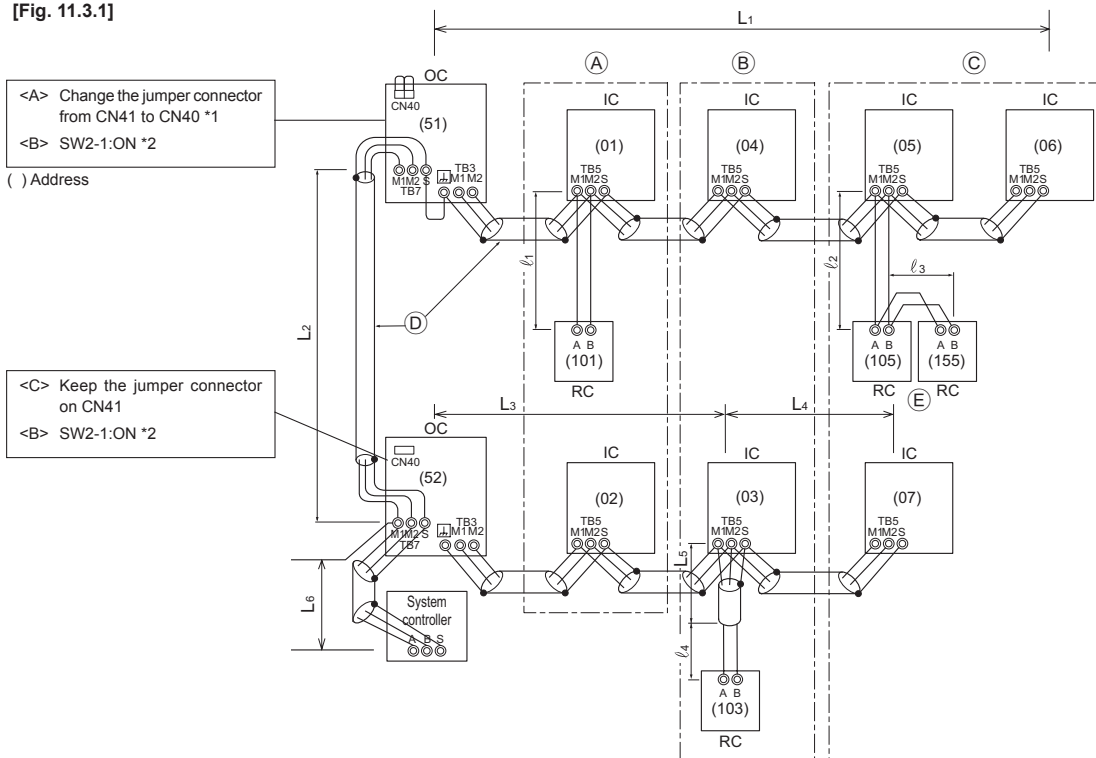 [Fig. 11.3.1]
L1
A
B
C
<A> Change the jumper connector
from CN41 to CN40 *1
<B> SW2-1:ON *2
( ) Address
OC
CN40
(51)
M1M2 S
TB7
TB3
M1 M2
IC
(01)
TB5
M1M2S
IC
(04)
TB5
M1M2S
IC
(05)
TB5
M1M2S
IC
(06)
TB5
M1M2S
L2
D
ℓ1
ℓ2
ℓ3
A B
(101)
RC
A B
(105)
RC
A B
(155)
RC
E
<C> Keep the jumper connector
on CN41
<B> SW2-1:ON *2
L3
L4
OC
CN40
(52)
M1M2 S
TB7
TB3
M1 M2
IC
(02)
TB5
M1M2S
IC
(03)
TB5
M1M2S
IC
(07)
TB5
M1M2S
L5
L6
System
controller
A B S
ℓ4
A B
(103)
RC